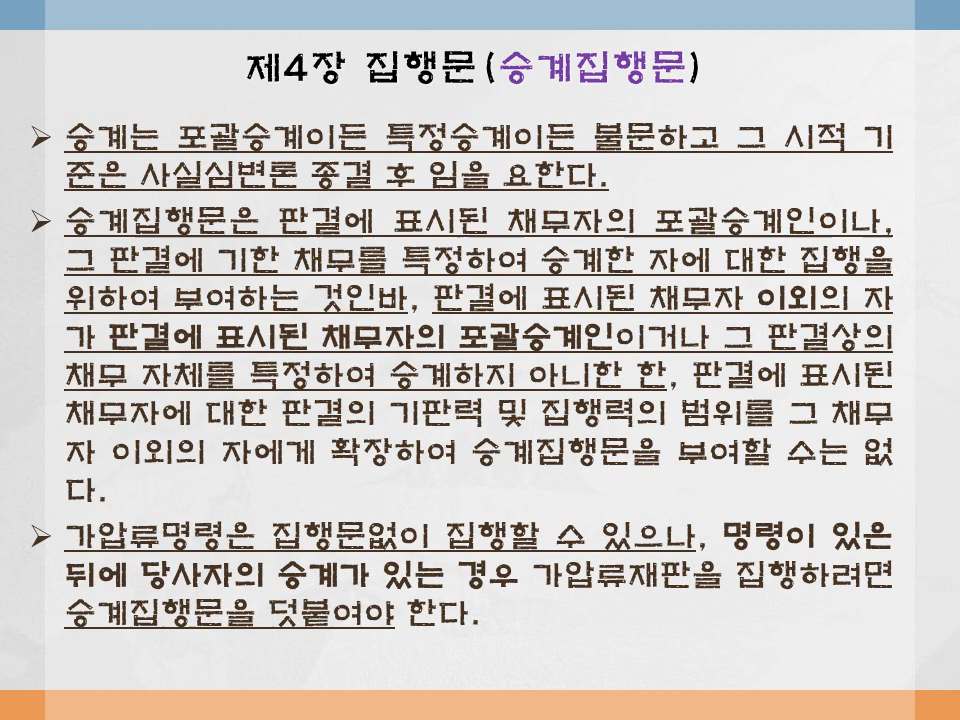 제4장 집행문(승계집행문)
➢ 승계는 포괄승계이든 특정승계이든 불문하고 그 시적 기
준은 사실심변론 종결 후 임을 요한다.
➢ 승계집행문은 판결에 표시된 채무자의 포괄승계인이나,
그 판결에 기한 채무를 특정하여 승계한 자에 대한 집행을
위하여 부여하는 것인바, 판결에 표시된 채무자 이외의 자
가 판결에 표시된 채무자의 포괄승계인이거나 그 판결상의
채무 자체를 특정하여 승계하지 아니한 한, 판결에 표시된
채무자에 대한 판결의 기판력 및 집행력의 범위를 그 채무
자 이외의 자에게 확장하여 승계집행문을 부여할 수는 없
다.
➢ 가압류명령은 집행문없이 집행할 수 있으나, 명령이 있은
뒤에 당사자의 승계가 있는 경우 가압류재판을 집행하려면
승계집행문을 덧붙여야 한다.